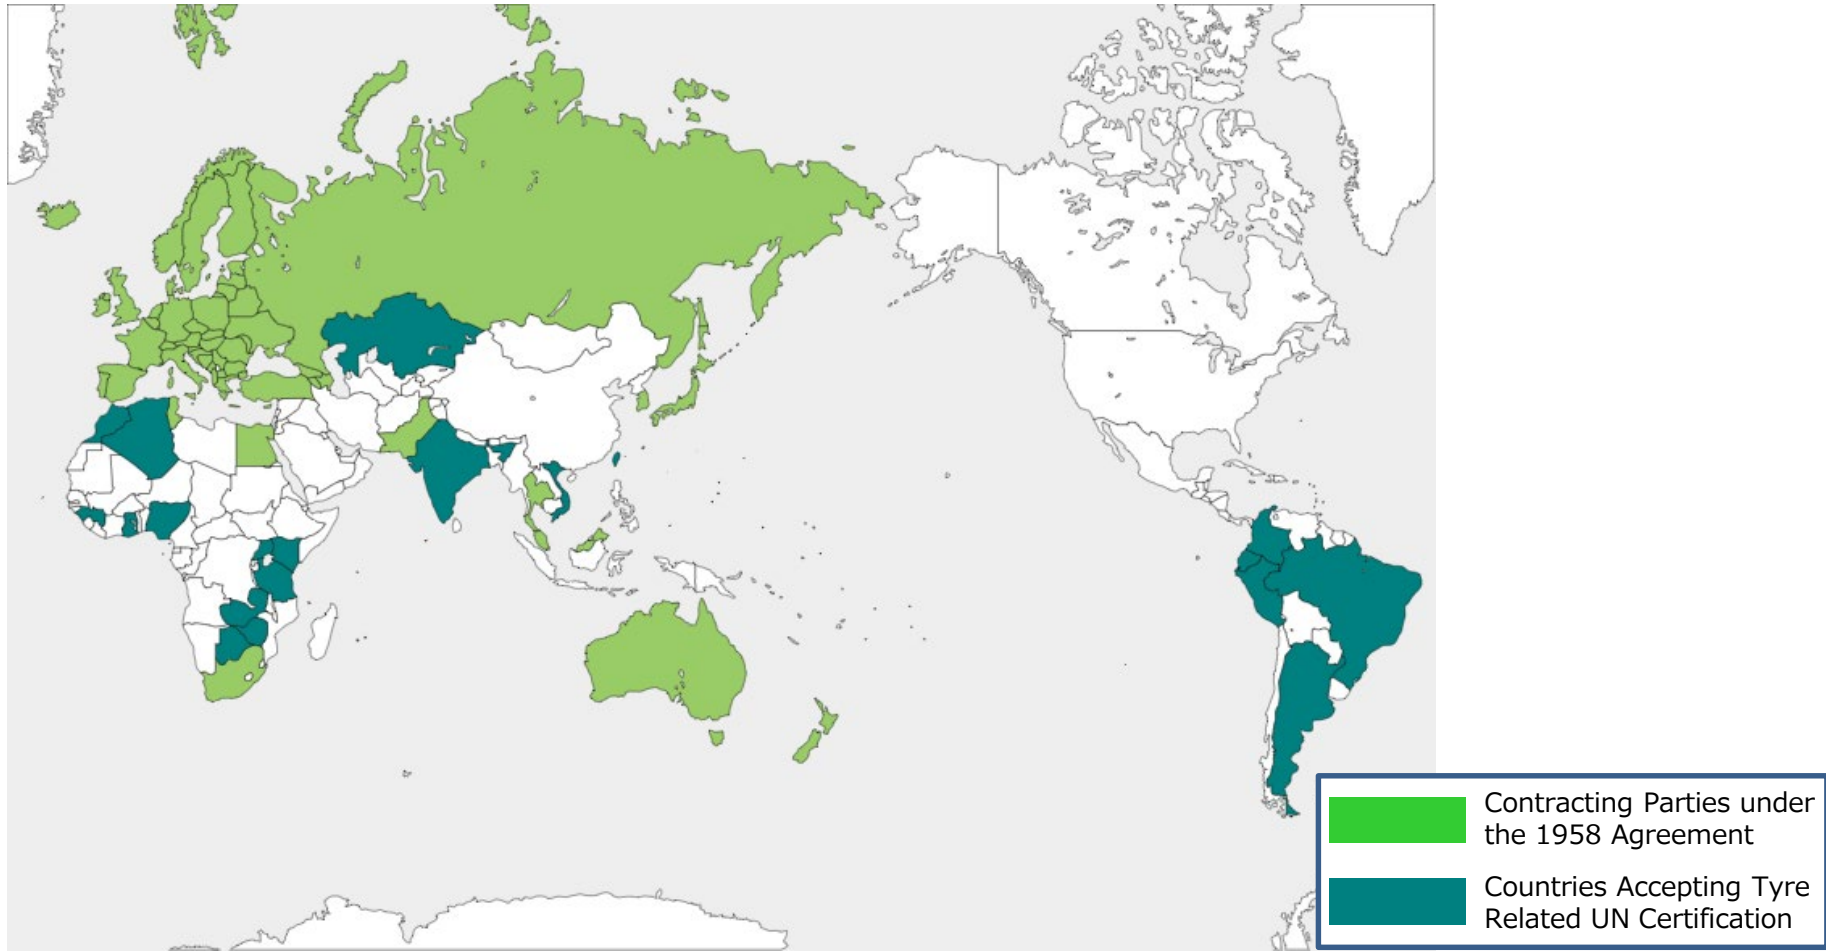 Contracting Parties under
the 1958 Agreement
Countries Accepting Tyre
Related UN Certification